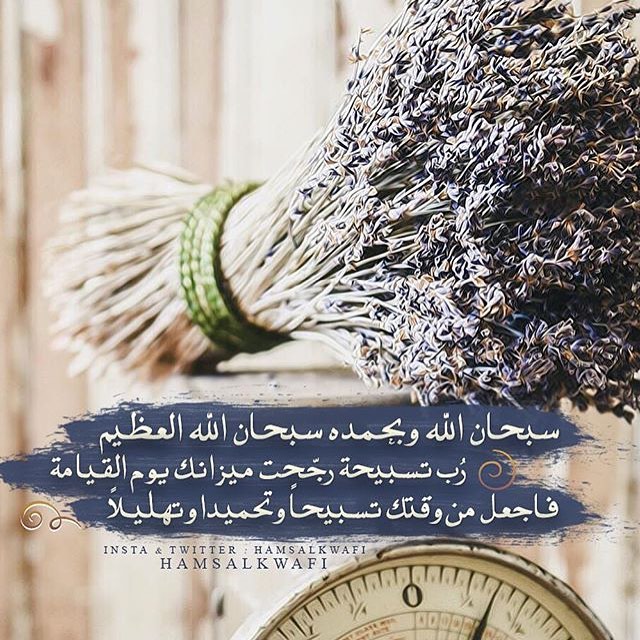 سبحان الله وبحمده سبحان الله العظيم
رُب تسبيحة رجّحت ميزانك يوم القيامة
فاجعل من وقتك تسبيحاً وتحميدا وتهليلاً
INSTA & TWITTER : HAMSALKWAFI
HAMSALKWAFI
0